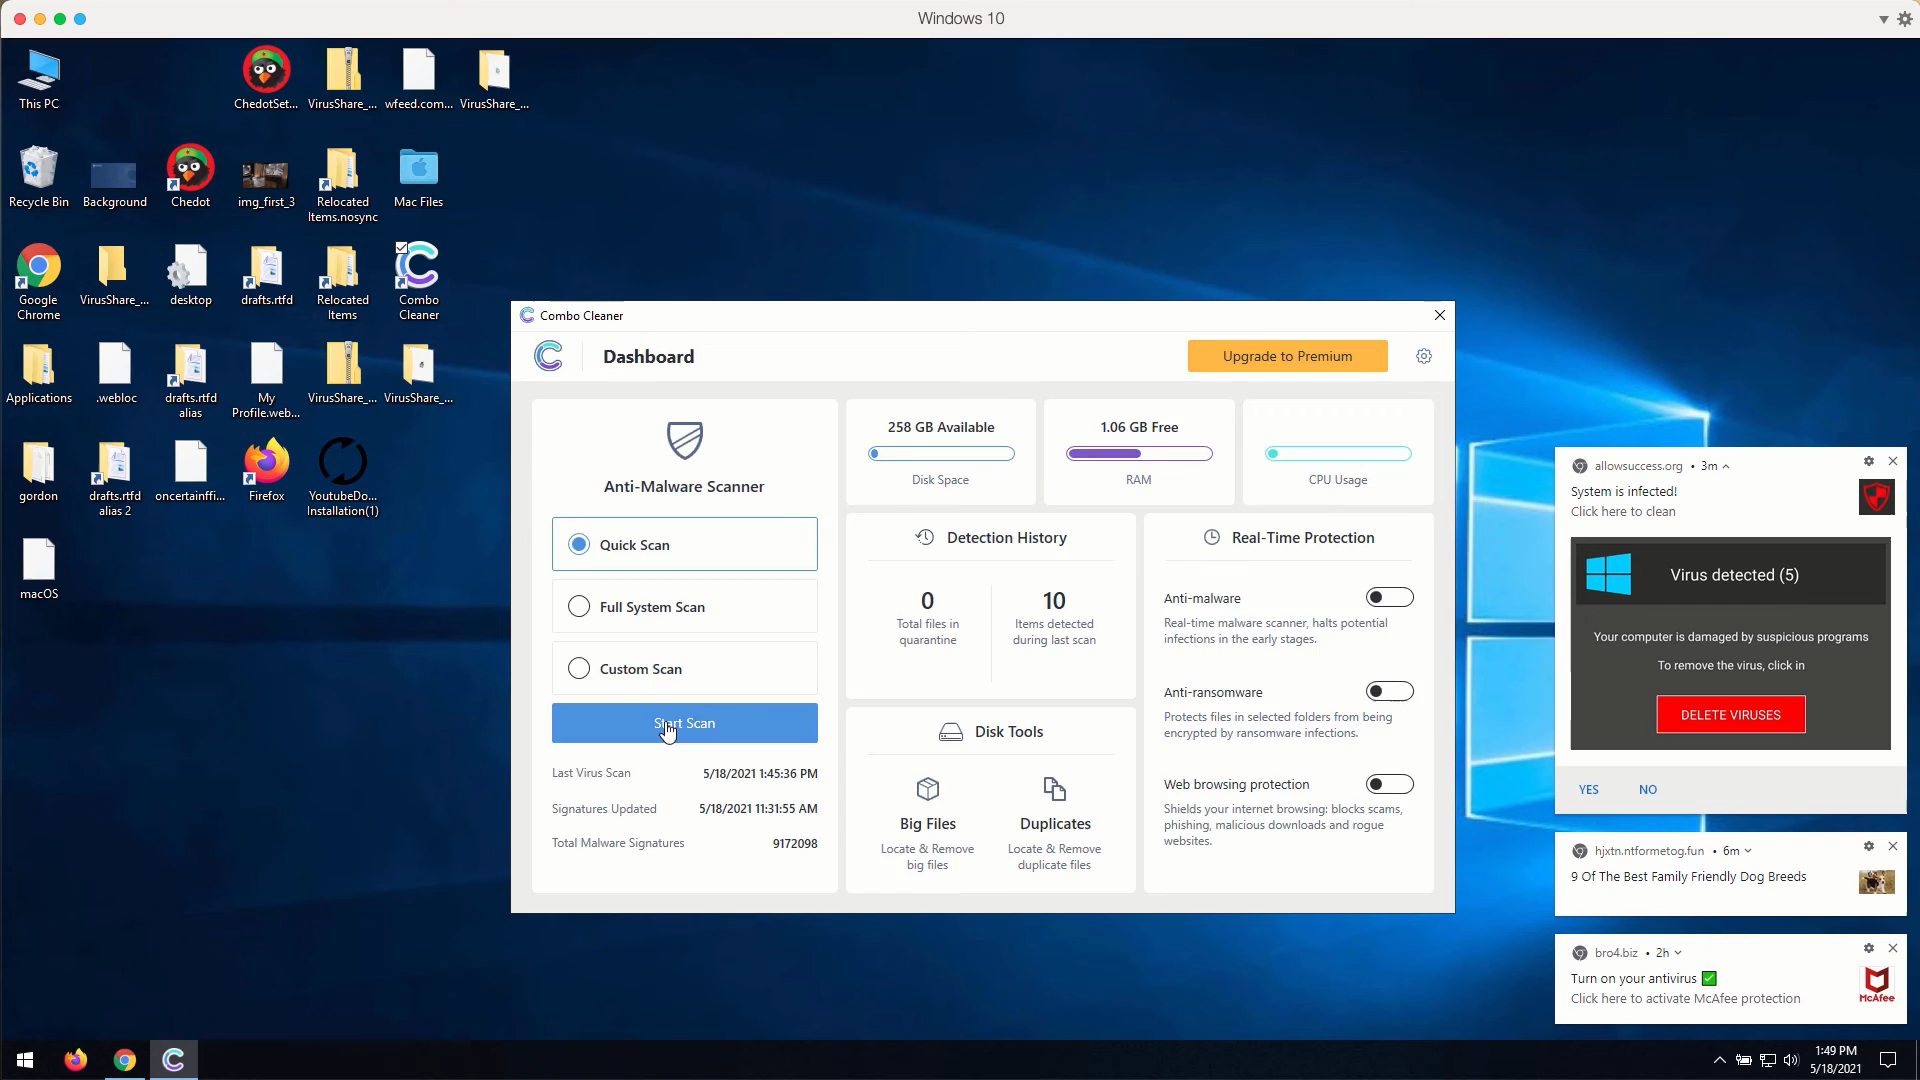 Windows 10
This PC
ChedotSet...
VirusShare_...
wfeed.com...
VirusShare_...
Recycle Bin
Background
Chedot
img_first_3
Relocated
Items.nosync
Mac Files
Google
Chrome
VirusShare_...
desktop
drafts.rtfd
Relocated
Items
Combo
Cleaner
Applications
.webloc
drafts.rtfd
alias
My
Profile.web...
VirusShare_...
VirusShare_...
gordon
drafts.rtfd
alias 2
oncertainffi...
Firefox
YoutubeDo...
Installation(1)
macOS
Combo Cleaner
Dashboard
Upgrade to Premium
Anti-Malware Scanner
Quick Scan
Full System Scan
Custom Scan
Start Scan
Last Virus Scan 5/18/2021 1:45:36 PM
Signatures Updated 5/18/2021 11:31:55 AM
Total Malware Signatures 9172098
258 GB Available
Disk Space
1.06 GB Free
RAM
CPU Usage
Detection History
0
Total files in
quarantine
10
Items detected
during last scan
Disk Tools
Big Files
Locate & Remove
big files
Duplicates
Locate & Remove
duplicate files
Real-Time Protection
Anti-malware
Real-time malware scanner, halts potential
infections in the early stages.
Anti-ransomware
Protects files in selected folders from being
encrypted by ransomware infections.
Web browsing protection
Shields your internet browsing: blocks scams,
phishing, malicious downloads and rogue
websites.
allowsuccess.org • 3m
System is infected!
Click here to clean
Virus detected (5)
Your computer is damaged by suspicious programs
To remove the virus, click in
DELETE VIRUSES
YES NO
hjxtn.ntformetog.fun • 6m
9 Of The Best Family Friendly Dog Breeds
bro4.biz • 2h
Turn on your antivirus ✅
Click here to activate McAfee protection
McAfee
1:49 PM
5/18/2021